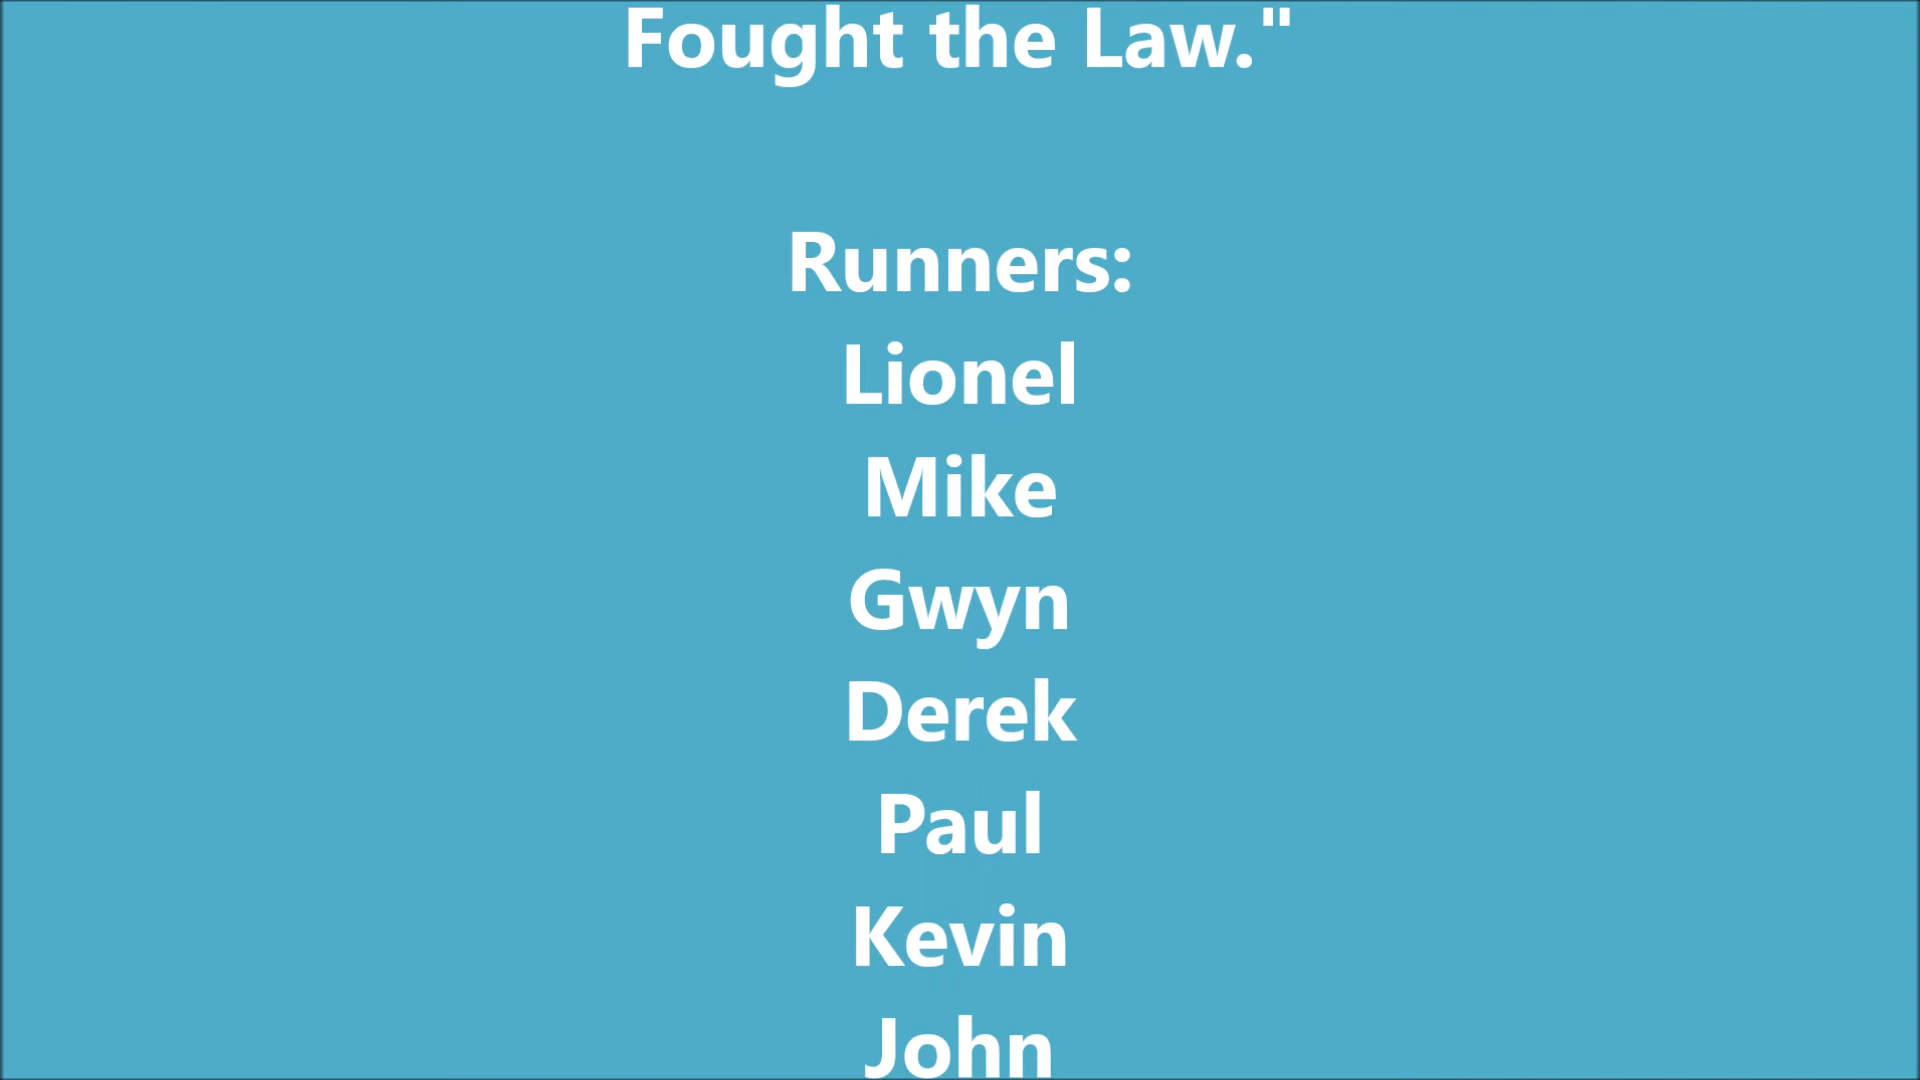 Fought the Law."
Runners:
Lionel
Mike
Gwyn
Derek
Paul
Kevin
John